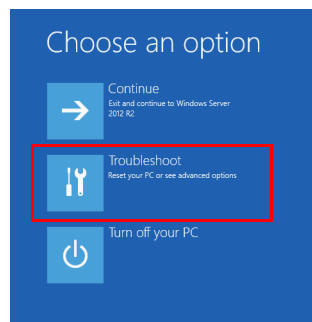 Choose an option
Continue
Exit and continue to Windows Server
2012 R2
Troubleshoot
Reset your PC or see advanced options
Turn off your PC